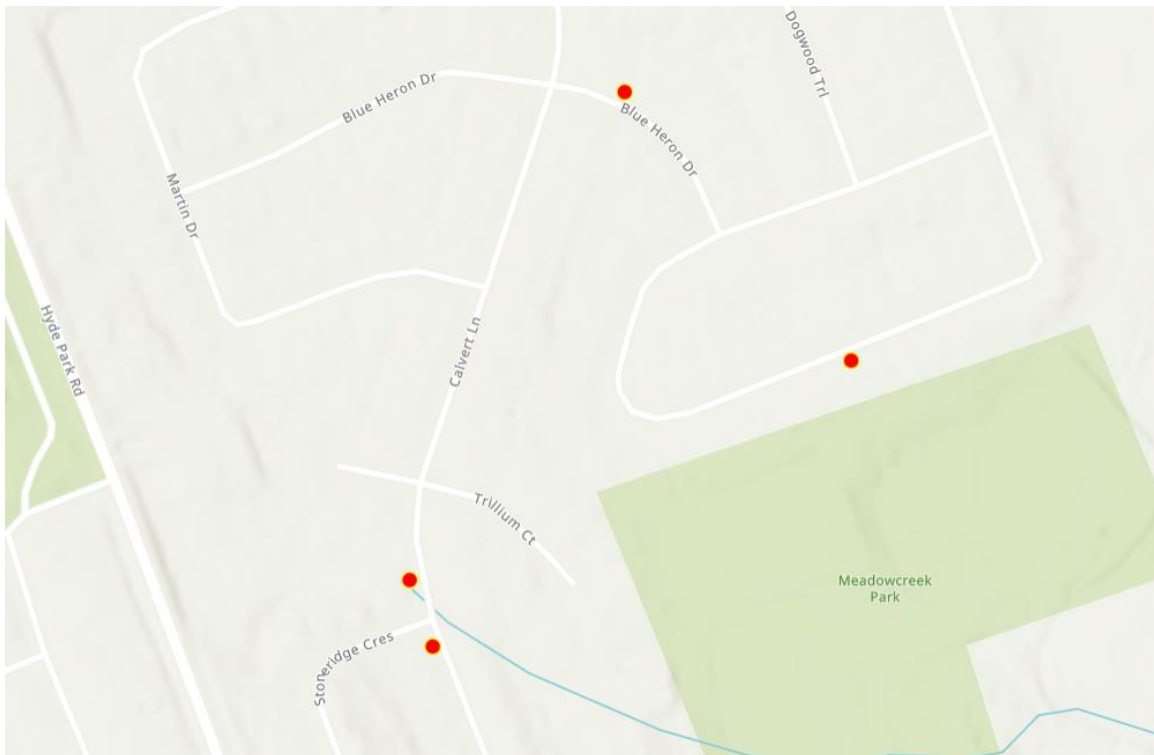 Dogwood Trl
Blue Heron Dr
Blue Heron Dr
Martin Dr
Hyde Park Rd
Calvert Ln
Trillium Ct
Meadowcreek
Park
Stoneridge Cres